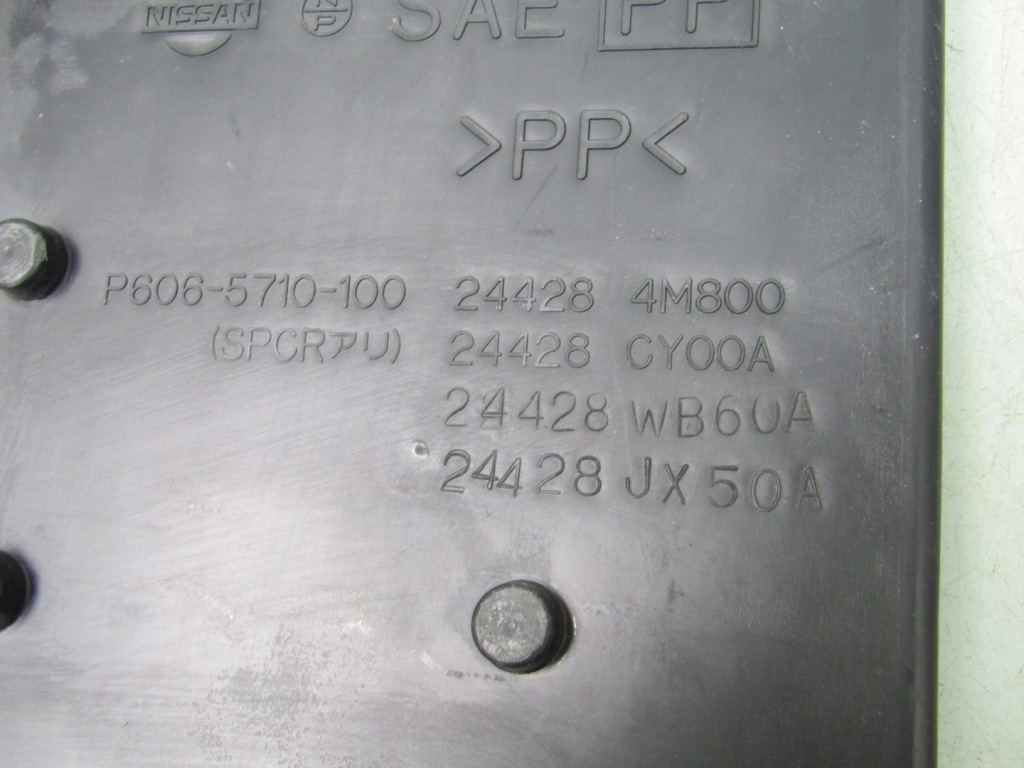 NISSAN NP SAE PP
>PP<
P606-5710-100 24428 4M800
(SPCRアリ) 24428 CY00A
24428 WB60A
24428 JX50A